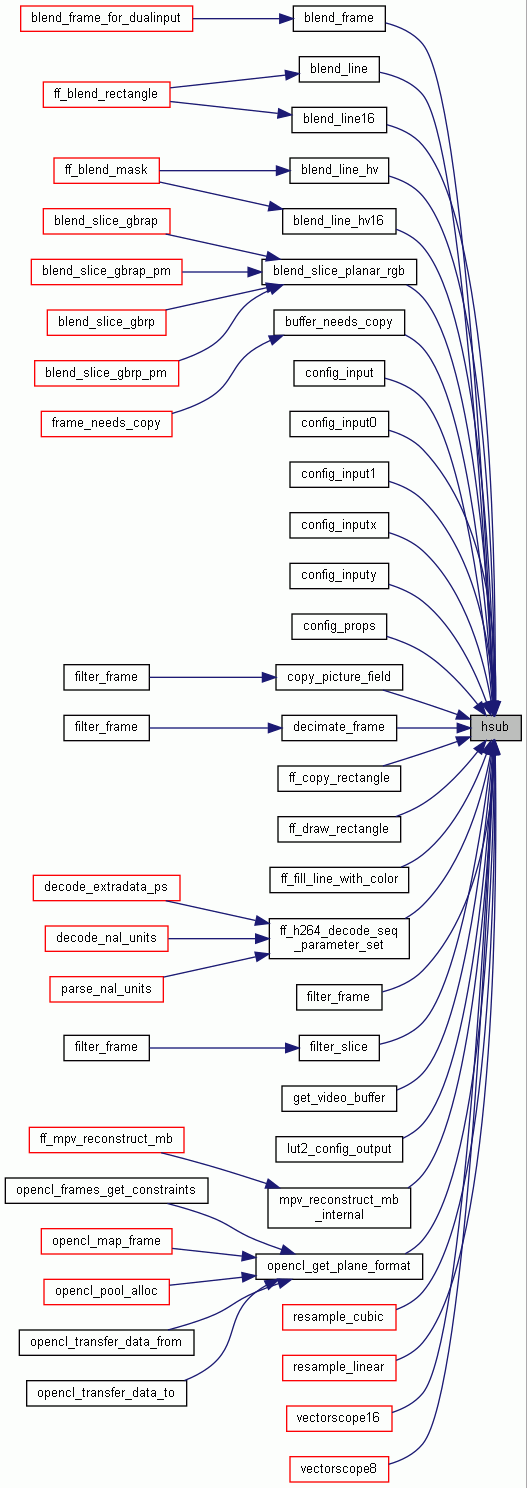 blend_frame_for_dualinput
blend_frame
blend_line
ff_blend_rectangle
blend_line16
ff_blend_mask
blend_line_hv
blend_slice_gbrap
blend_line_hv16
blend_slice_gbrap_pm
blend_slice_planar_rgb
blend_slice_gbrp
buffer_needs_copy
blend_slice_gbrp_pm
config_input
frame_needs_copy
config_input0
config_input1
config_inputx
config_inputy
config_props
filter_frame
copy_picture_field
filter_frame
decimate_frame
hsub
ff_copy_rectangle
ff_draw_rectangle
decode_extradata_ps
ff_fill_line_with_color
decode_nal_units
ff_h264_decode_seq
_parameter_set
parse_nal_units
filter_frame
filter_frame
filter_slice
get_video_buffer
ff_mpv_reconstruct_mb
lut2_config_output
opencl_frames_get_constraints
mpv_reconstruct_mb
_internal
opencl_map_frame
opencl_get_plane_format
opencl_pool_alloc
resample_cubic
opencl_transfer_data_from
resample_linear
opencl_transfer_data_to
vectorscope16
vectorscope8